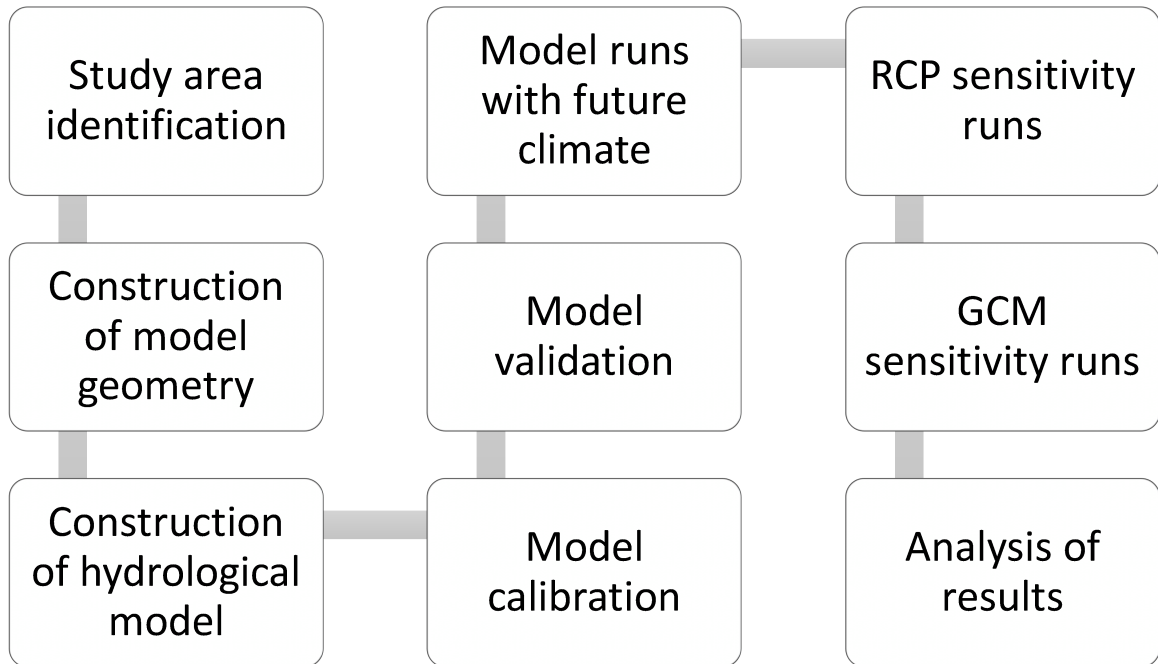 Study area
identification
Construction
of model
geometry
Construction
of hydrological
model
Model
calibration
Model
validation
Model runs
with future
climate
RCP sensitivity
runs
GCM
sensitivity runs
Analysis of
results